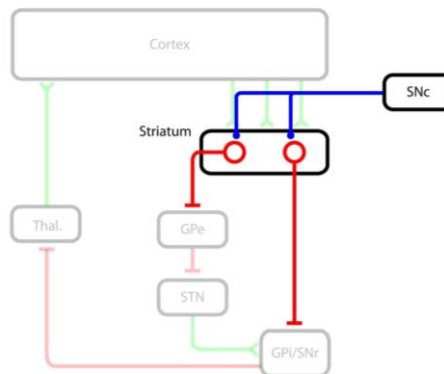 Cortex
SNc
Striatum
Thal.
GPe
STN
GPi/SNr